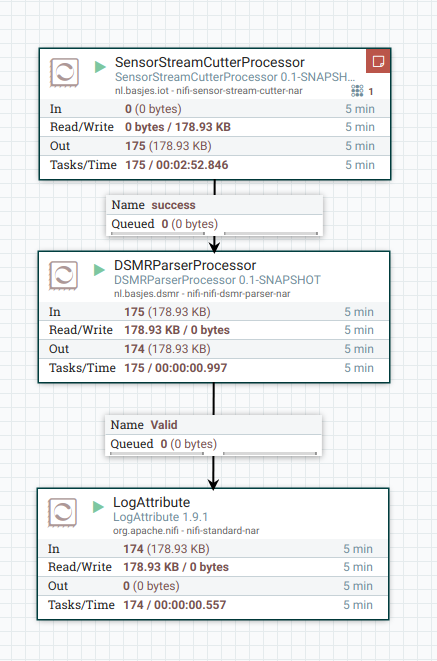 SensorStreamCutterProcessor
SensorStreamCutterProcessor 0.1-SNAPSH...
nl.basjes.iot - nifi-sensor-stream-cutter-nar 1
In 0 (0 bytes) 5 min
Read/Write 0 bytes / 178.93 KB 5 min
Out 175 (178.93 KB) 5 min
Tasks/Time 175 / 00:02:52.846 5 min
Name success
Queued 0 (0 bytes)
DSMRParserProcessor
DSMRParserProcessor 0.1-SNAPSHOT
nl.basjes.dsmr - nifi-nifi-dsmr-parser-nar
In 175 (178.93 KB) 5 min
Read/Write 178.93 KB / 0 bytes 5 min
Out 174 (178.93 KB) 5 min
Tasks/Time 175 / 00:00:00.997 5 min
Name Valid
Queued 0 (0 bytes)
LogAttribute
LogAttribute 1.9.1
org.apache.nifi - nifi-standard-nar
In 174 (178.93 KB) 5 min
Read/Write 178.93 KB / 0 bytes 5 min
Out 0 (0 bytes) 5 min
Tasks/Time 174 / 00:00:00.557 5 min